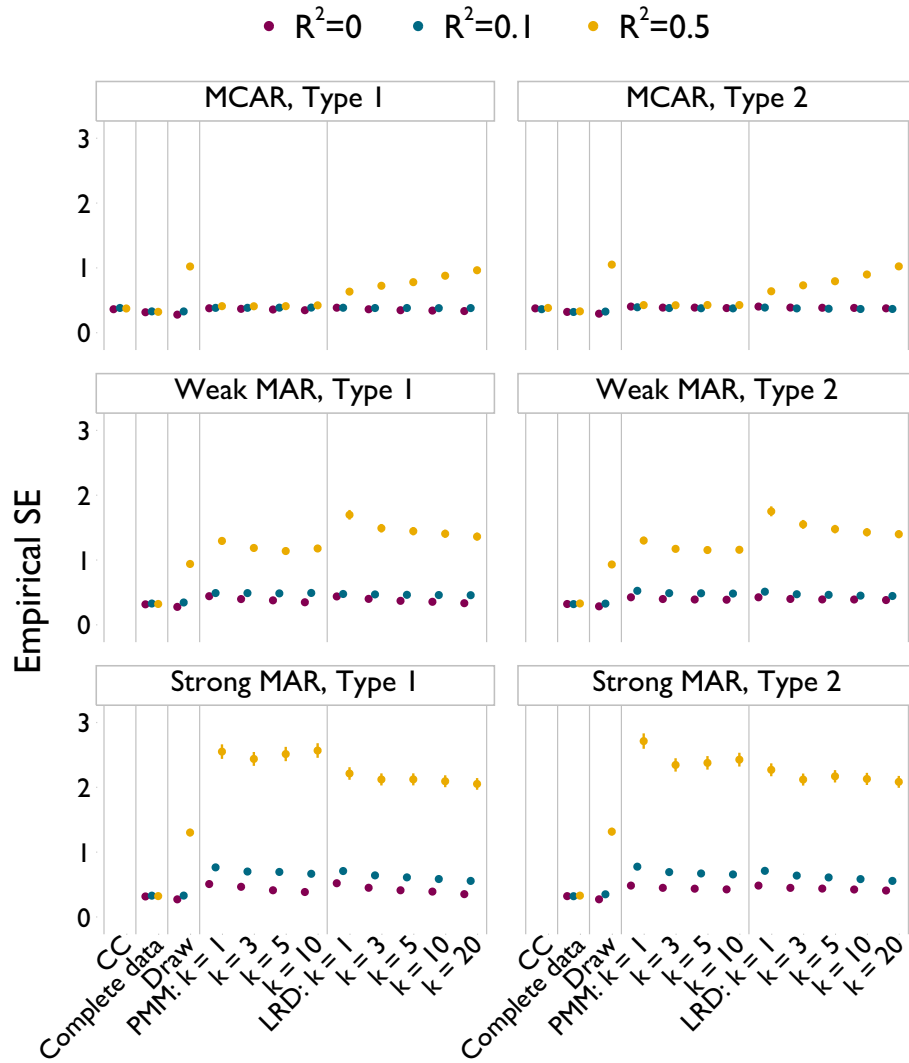 R²=0 R²=0.1 R²=0.5
MCAR, Type 1 MCAR, Type 2
3
2
1
0
Weak MAR, Type 1 Weak MAR, Type 2
3
2
1
0
Empirical SE
Strong MAR, Type 1 Strong MAR, Type 2
3
2
1
0
CC Complete data Draw PMM: k = 1 k = 3 k = 5 k = 10 LRD: k = 1 k = 3 k = 5 k = 10 k = 20 CC Complete data Draw PMM: k = 1 k = 3 k = 5 k = 10 LRD: k = 1 k = 3 k = 5 k = 10 k = 20